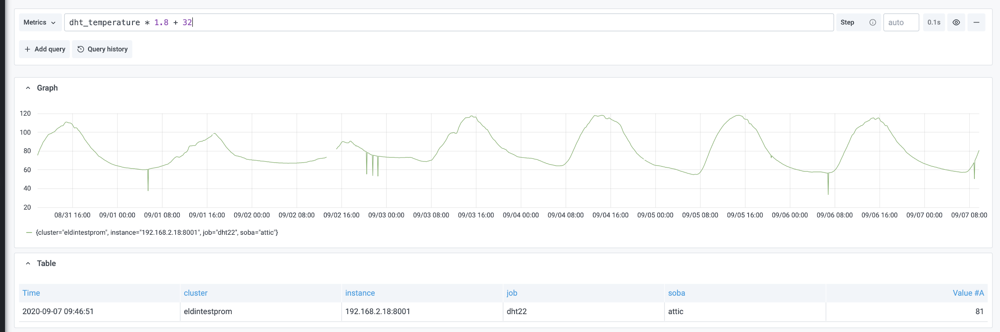 Metrics dht_temperature * 1.8 + 32 Step auto 0.1s
+ Add query Query history
Graph
120
100
80
60
40
20
08/31 16:00 09/01 00:00 09/01 08:00 09/01 16:00 09/02 00:00 09/02 08:00 09/02 16:00 09/03 00:00 09/03 08:00 09/03 16:00 09/04 00:00 09/04 08:00 09/04 16:00 09/05 00:00 09/05 08:00 09/05 16:00 09/06 00:00 09/06 08:00 09/06 16:00 09/07 00:00 09/07 08:00
{cluster="eldintestprom", instance="192.168.2.18:8001", job="dht22", soba="attic"}
Table
Time cluster instance job soba Value #A
2020-09-07 09:46:51 eldintestprom 192.168.2.18:8001 dht22 attic 81